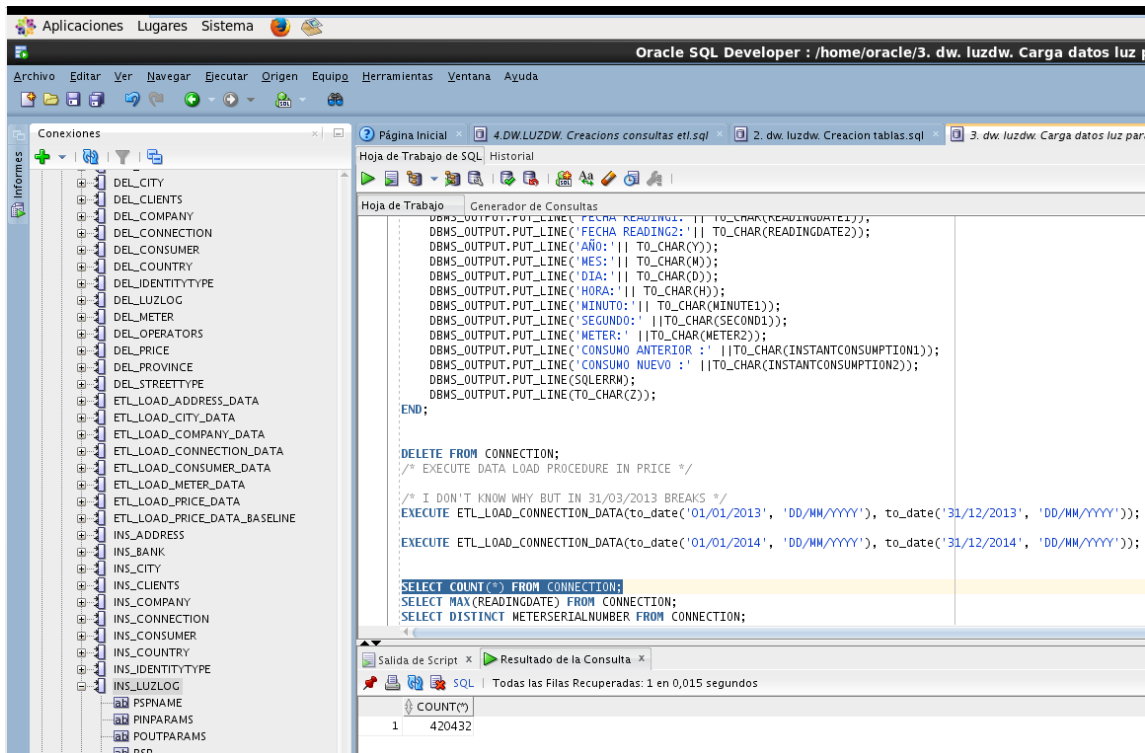 Aplicaciones Lugares Sistema
Oracle SQL Developer : /home/oracle/3. dw. luzdw. Carga datos luz p
Archivo Editar Ver Navegar Ejecutar Origen Equipo Herramientas Ventana Ayuda
Conexiones
Informes
DEL_CITY
DEL_CLIENTS
DEL_COMPANY
DEL_CONNECTION
DEL_CONSUMER
DEL_COUNTRY
DEL_IDENTITYTYPE
DEL_LUZLOG
DEL_METER
DEL_OPERATORS
DEL_PRICE
DEL_PROVINCE
DEL_STREETTYPE
ETL_LOAD_ADDRESS_DATA
ETL_LOAD_CITY_DATA
ETL_LOAD_COMPANY_DATA
ETL_LOAD_CONNECTION_DATA
ETL_LOAD_CONSUMER_DATA
ETL_LOAD_METER_DATA
ETL_LOAD_PRICE_DATA
ETL_LOAD_PRICE_DATA_BASELINE
INS_ADDRESS
INS_BANK
INS_CITY
INS_CLIENTS
INS_COMPANY
INS_CONNECTION
INS_CONSUMER
INS_COUNTRY
INS_IDENTITYTYPE
INS_LUZLOG
PSPNAME
PINPARAMS
POUTPARAMS
Página Inicial 4.DW.LUZDW. Creacions consultas etl.sql 2. dw. luzdw. Creacion tablas.sql 3. dw. luzdw. Carga datos luz par
Hoja de Trabajo de SQL Historial
Hoja de Trabajo Generador de Consultas
DBMS_OUTPUT.PUT_LINE('FECHA READING1:'|| TO_CHAR(READINGDATE1));
DBMS_OUTPUT.PUT_LINE('FECHA READING2:'|| TO_CHAR(READINGDATE2));
DBMS_OUTPUT.PUT_LINE('AÑO:'|| TO_CHAR(Y));
DBMS_OUTPUT.PUT_LINE('MES:'|| TO_CHAR(M));
DBMS_OUTPUT.PUT_LINE('DIA:'|| TO_CHAR(D));
DBMS_OUTPUT.PUT_LINE('HORA:'|| TO_CHAR(H));
DBMS_OUTPUT.PUT_LINE('MINUTO:'|| TO_CHAR(MINUTE1));
DBMS_OUTPUT.PUT_LINE('SEGUNDO:' ||TO_CHAR(SECOND1));
DBMS_OUTPUT.PUT_LINE('METER:' ||TO_CHAR(METER2));
DBMS_OUTPUT.PUT_LINE('CONSUMO ANTERIOR :' ||TO_CHAR(INSTANTCONSUMPTION1));
DBMS_OUTPUT.PUT_LINE('CONSUMO NUEVO :' ||TO_CHAR(INSTANTCONSUMPTION2));
DBMS_OUTPUT.PUT_LINE(SQLERRM);
DBMS_OUTPUT.PUT_LINE(TO_CHAR(Z));
END;
DELETE FROM CONNECTION;
/* EXECUTE DATA LOAD PROCEDURE IN PRICE */
/* I DON'T KNOW WHY BUT IN 31/03/2013 BREAKS */
EXECUTE ETL_LOAD_CONNECTION_DATA(to_date('01/01/2013', 'DD/MM/YYYY'), to_date('31/12/2013', 'DD/MM/YYYY'));
EXECUTE ETL_LOAD_CONNECTION_DATA(to_date('01/01/2014', 'DD/MM/YYYY'), to_date('31/12/2014', 'DD/MM/YYYY'));
SELECT COUNT(*) FROM CONNECTION;
SELECT MAX(READINGDATE) FROM CONNECTION;
SELECT DISTINCT METERSERIALNUMBER FROM CONNECTION;
Salida de Script Resultado de la Consulta
SQL Todas las Filas Recuperadas: 1 en 0,015 segundos
COUNT(*)
1 420432